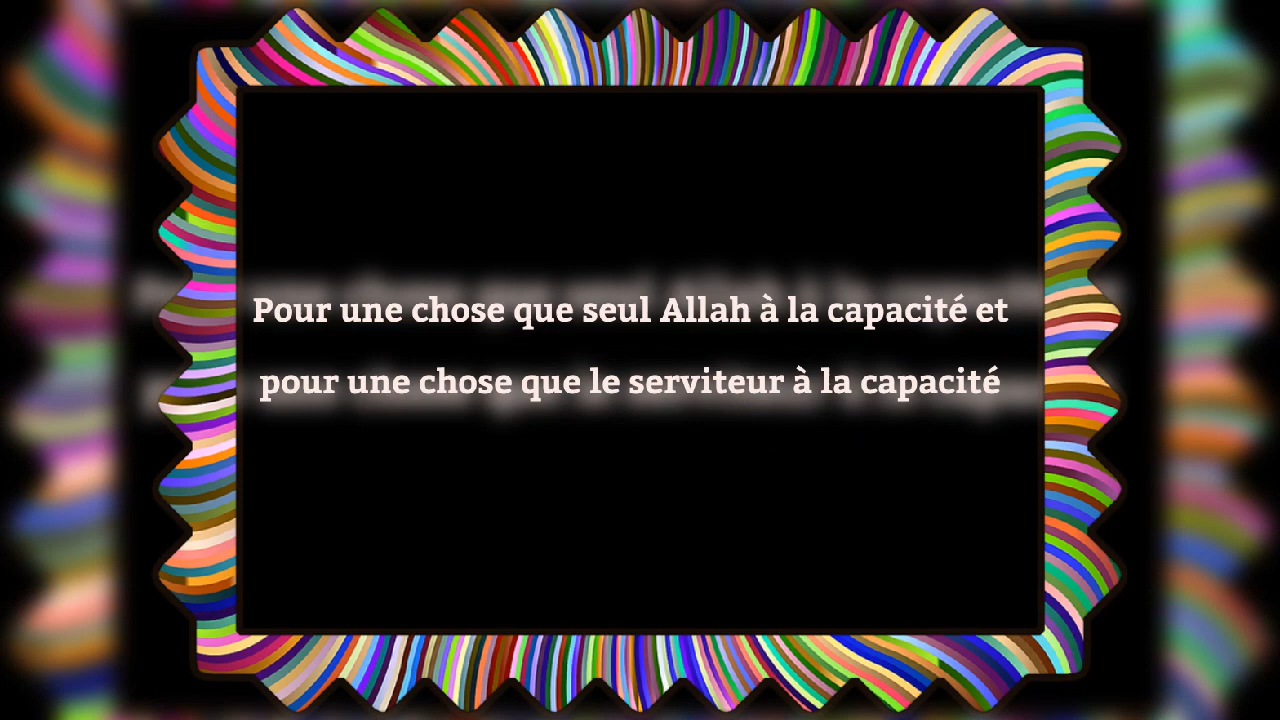 Pour une chose que seul Allah à la capacité et
pour une chose que le serviteur à la capacité